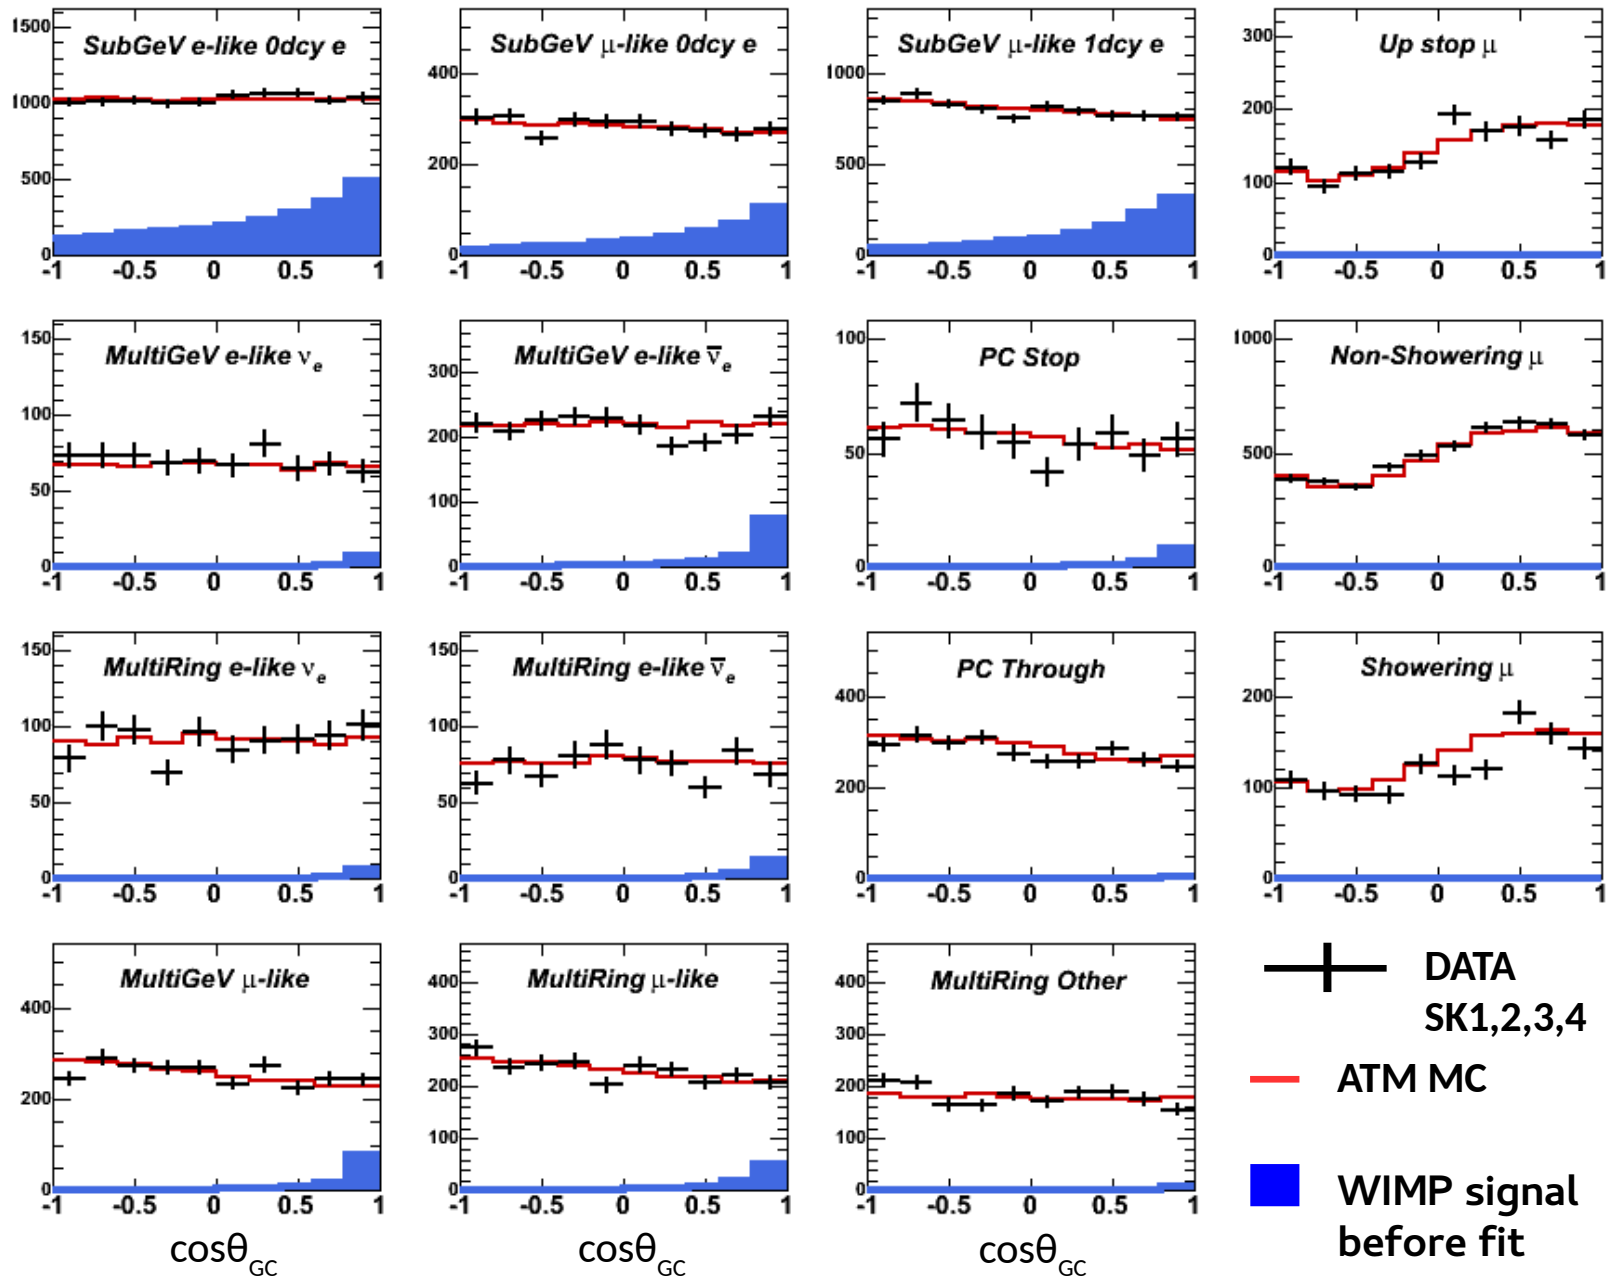 SubGeV e-like 0dcy e
1500
1000
500
0
-1 -0.5 0 0.5 1
SubGeV μ-like 0dcy e
400
200
0
-1 -0.5 0 0.5 1
SubGeV μ-like 1dcy e
1000
500
0
-1 -0.5 0 0.5 1
Up stop μ
300
200
100
0
-1 -0.5 0 0.5 1
MultiGeV e-like νe
150
100
50
0
-1 -0.5 0 0.5 1
MultiGeV e-like ν̅e
300
200
100
0
-1 -0.5 0 0.5 1
PC Stop
100
50
0
-1 -0.5 0 0.5 1
Non-Showering μ
1000
500
0
-1 -0.5 0 0.5 1
MultiRing e-like νe
150
100
50
0
-1 -0.5 0 0.5 1
MultiRing e-like ν̅e
150
100
50
0
-1 -0.5 0 0.5 1
PC Through
400
200
0
-1 -0.5 0 0.5 1
Showering μ
200
100
0
-1 -0.5 0 0.5 1
MultiGeV μ-like
400
200
0
-1 -0.5 0 0.5 1
cosθGC
MultiRing μ-like
400
300
200
100
0
-1 -0.5 0 0.5 1
cosθGC
MultiRing Other
400
300
200
100
0
-1 -0.5 0 0.5 1
cosθGC
DATA
SK1,2,3,4
ATM MC
WIMP signal
before fit